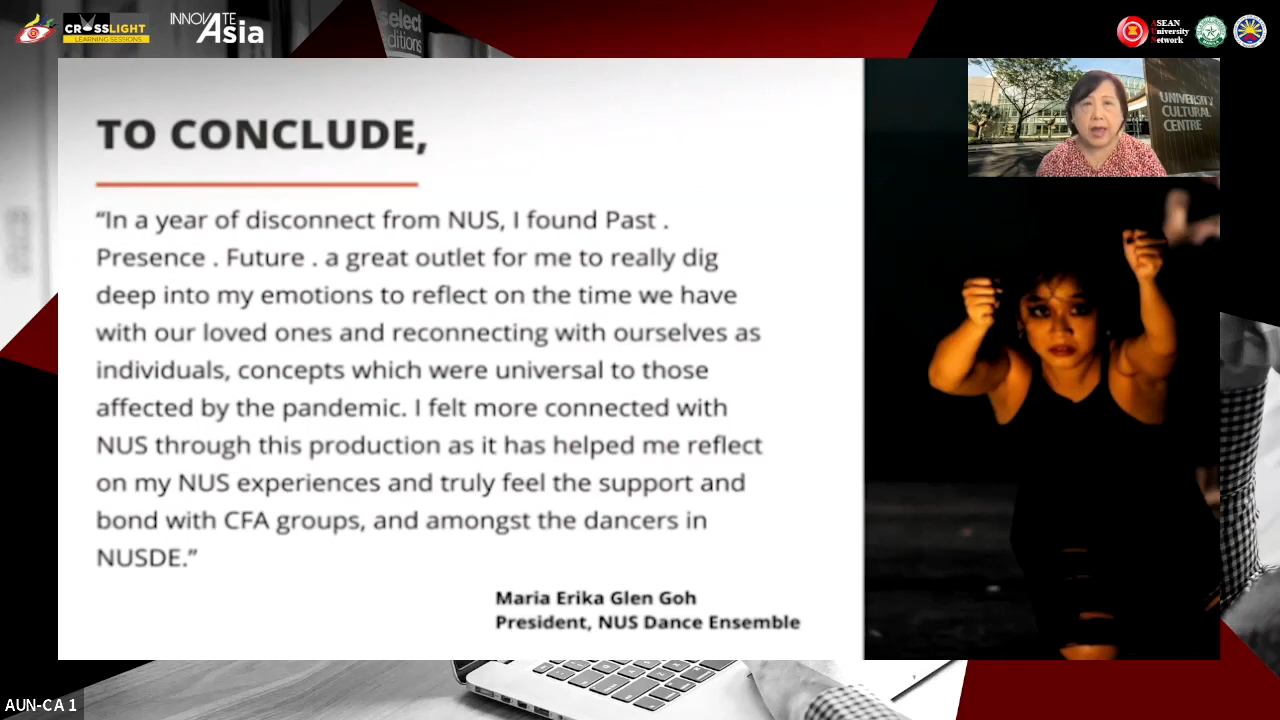 CROSSLIGHT
LEARNING SESSIONS
INNOVATE
Asia
select
editions
ASEAN
University
Network
UNIVERSITY
CULTURAL
CENTRE
TO CONCLUDE,
“In a year of disconnect from NUS, I found Past .
Presence . Future . a great outlet for me to really dig
deep into my emotions to reflect on the time we have
with our loved ones and reconnecting with ourselves as
individuals, concepts which were universal to those
affected by the pandemic. I felt more connected with
NUS through this production as it has helped me reflect
on my NUS experiences and truly feel the support and
bond with CFA groups, and amongst the dancers in
NUSDE.”
Maria Erika Glen Goh
President, NUS Dance Ensemble
AUN-CA 1